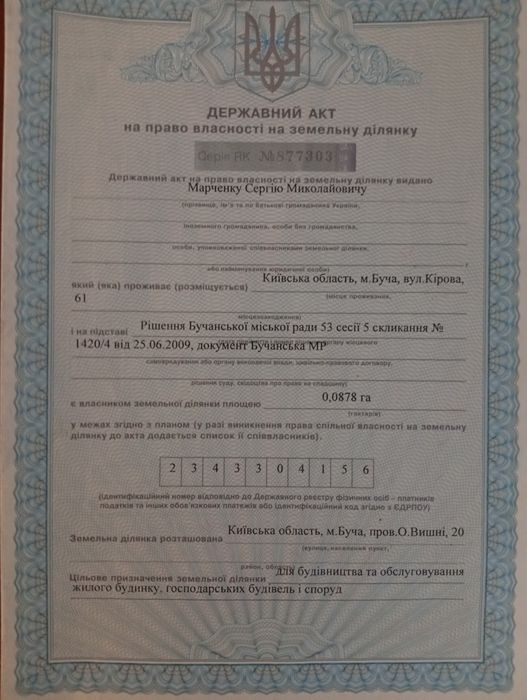 ДЕРЖАВНИЙ АКТ
на право власності на земельну ділянку
Серія ЯК №877303
Державний акт на право власності на земельну ділянку видано
Марченку Сергію Миколайовичу
(прізвище, ім'я та по батькові громадянина України,
іноземного громадянина, особи без громадянства,
особи, уповноваженої співвласниками земельної ділянки,
або найменування юридичної особи)
який (яка) проживає (розміщується) Київська область, м.Буча, вул.Кірова,
61
(місце проживання,
місцезнаходження)
і на підставі Рішення Бучанської міської ради 53 сесії 5 скликання №
1420/4 від 25.06.2009, документ Бучанська МР
самоврядування або органу виконавчої влади, цивільно-правового договору,
рішення суду, свідоцтва про право на спадщину)
є власником земельної ділянки площею 0,0878 га
(гектарів)
у межах згідно з планом (у разі виникнення права спільної власності на земельну
ділянку до акта додається список її співвласників).
2 3 4 3 3 0 4 1 5 6
(ідентифікаційний номер відповідно до Державного реєстру фізичних осіб – платників
податків та інших обов'язкових платежів або ідентифікаційний код згідно з ЄДРПОУ)
Земельна ділянка розташована Київська область, м.Буча, пров.О.Вишні, 20
(вулиця, населений пункт,
район, область)
Цільове призначення земельної ділянки для будівництва та обслуговування
жилого будинку, господарських будівель і споруд